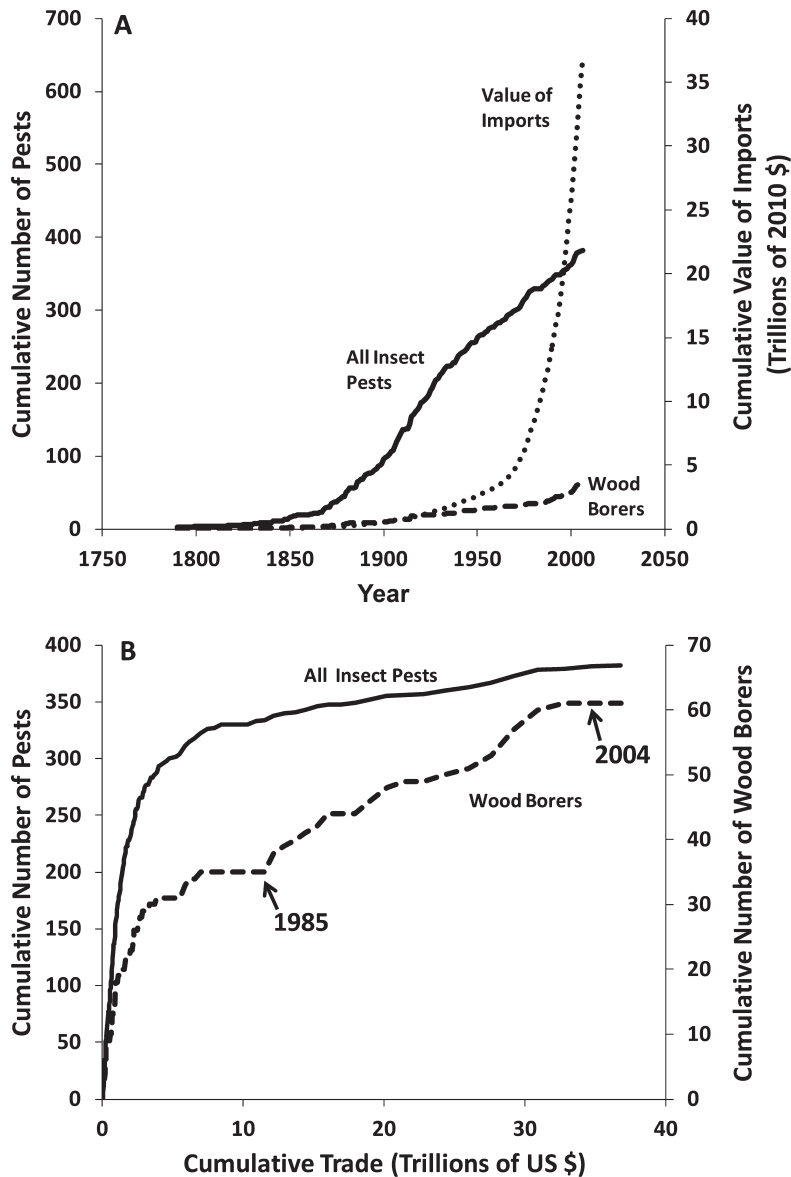 A
700
600
500
400
300
200
100
0
Cumulative Number of Pests
40
35
30
25
20
15
10
5
0
Cumulative Value of Imports
(Trillions of 2010 $)
Value of
Imports
All Insect
Pests
Wood
Borers
1750
1800
1850
1900
1950
2000
2050
Year
B
400
350
300
250
200
150
100
50
0
Cumulative Number of Pests
70
60
50
40
30
20
10
0
Cumulative Number of Wood Borers
All Insect Pests
2004
Wood Borers
1985
0
10
20
30
40
Cumulative Trade (Trillions of US $)